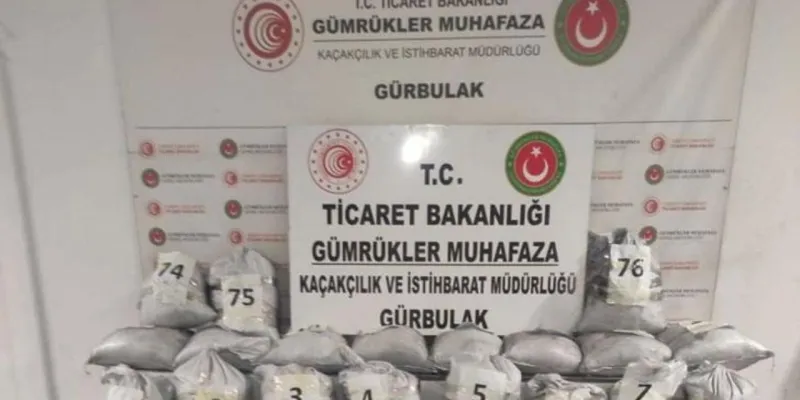 T.C. TİCARET BAKANLIĞI
GÜMRÜKLER MUHAFAZA
KAÇAKÇILIK VE İSTİHBARAT MÜDÜRLÜĞÜ
GÜRBULAK
T.C.
TİCARET BAKANLIĞI
GÜMRÜKLER MUHAFAZA
KAÇAKÇILIK VE İSTİHBARAT MÜDÜRLÜĞÜ
GÜRBULAK
74
75
76
3
4
5
7